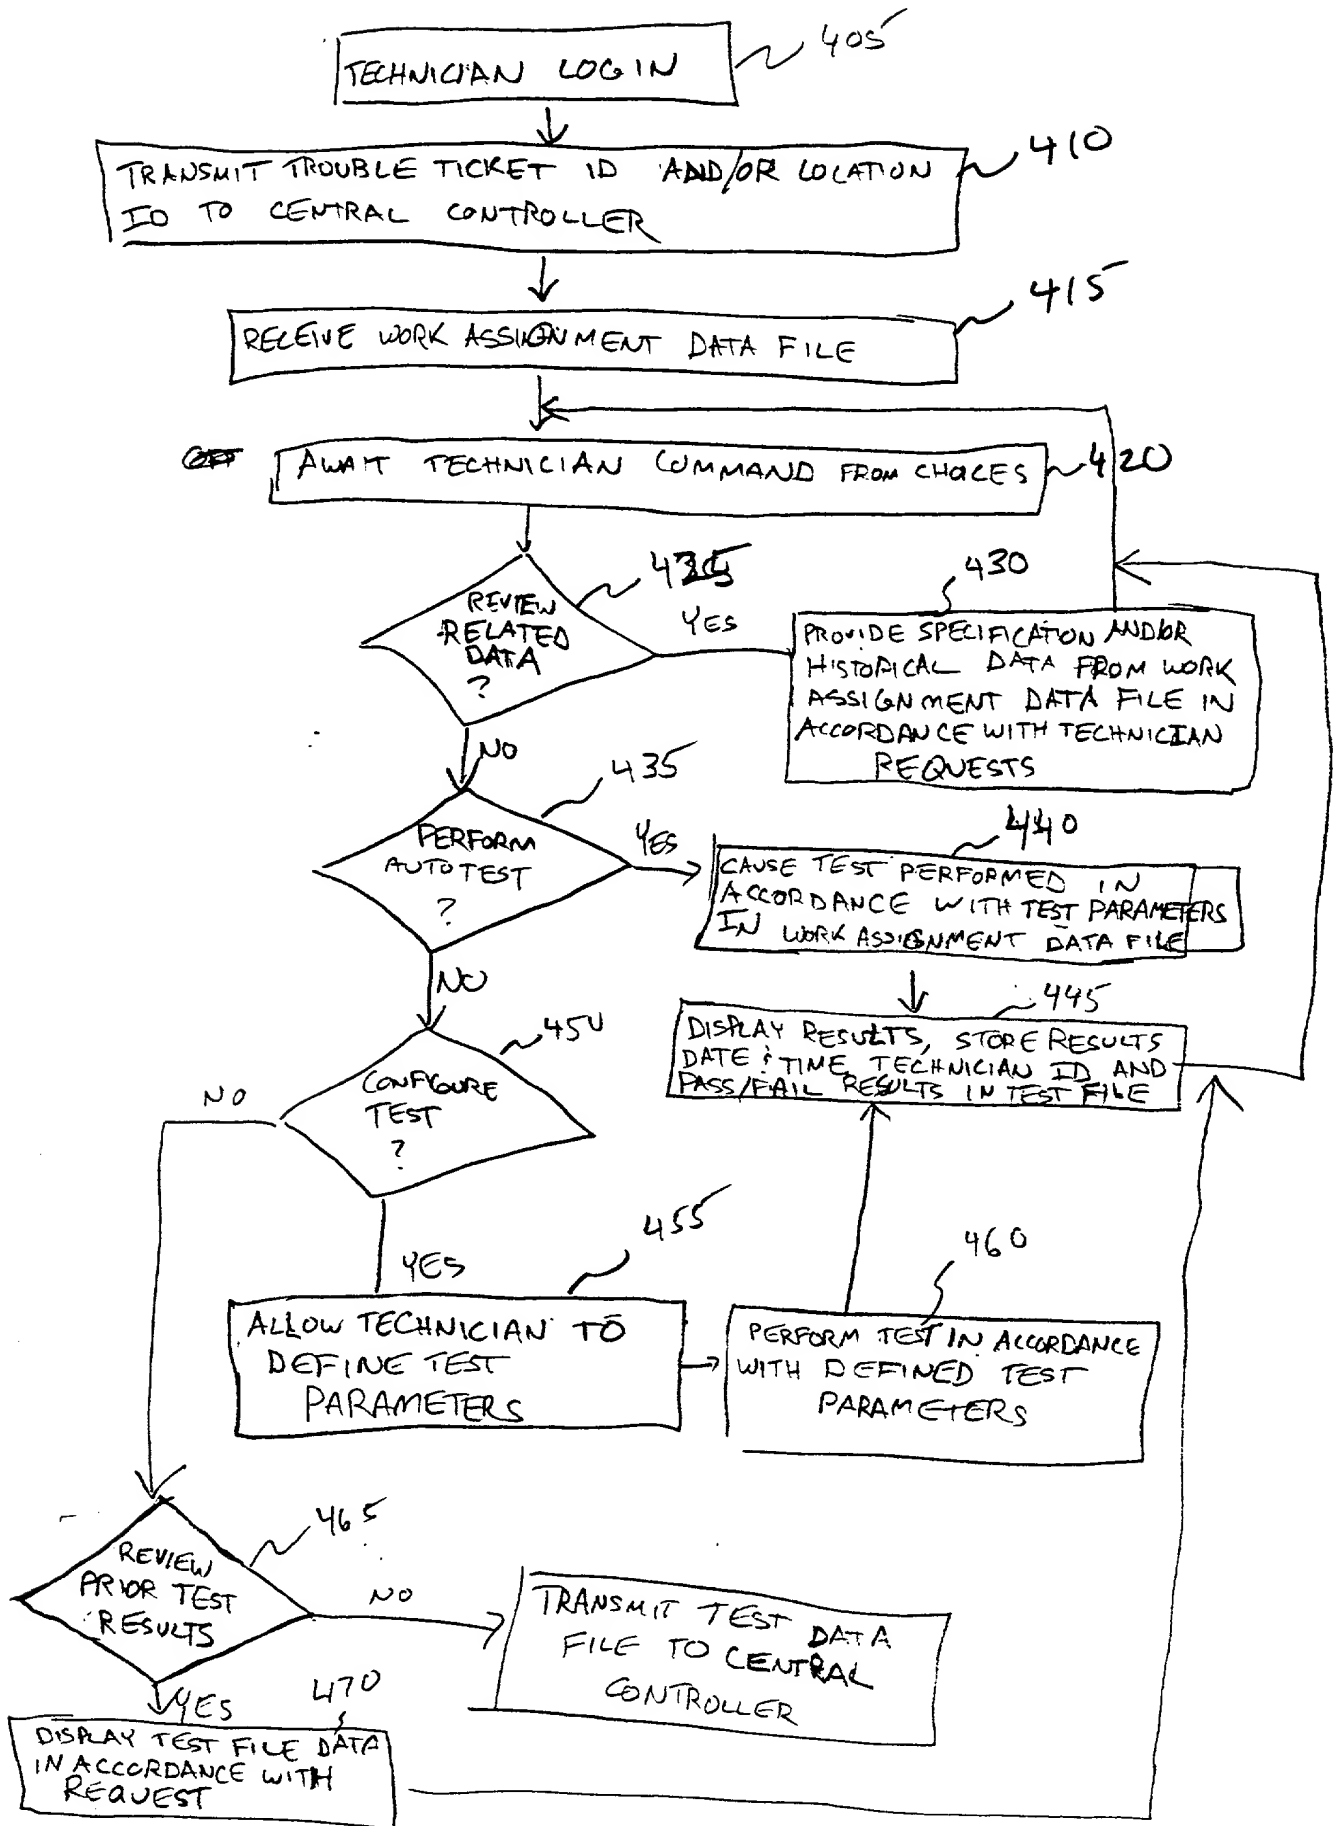 TECHNICIAN LOGIN
405
TRANSMIT TROUBLE TICKET ID AND/OR LOCATION
ID TO CENTRAL CONTROLLER
410
RECEIVE WORK ASSIGNMENT DATA FILE
415
AWAIT TECHNICIAN COMMAND FROM CHOICES
420
REVIEW
RELATED
DATA
?
YES
NO
430
PROVIDE SPECIFICATION AND/OR
HISTORICAL DATA FROM WORK
ASSIGNMENT DATA FILE IN
ACCORDANCE WITH TECHNICIAN
REQUESTS
PERFORM
AUTOTEST
?
435
YES
NO
440
CAUSE TEST PERFORMED IN
ACCORDANCE WITH TEST PARAMETERS
IN WORK ASSIGNMENT DATA FILE
445
DISPLAY RESULTS, STORE RESULTS
DATE & TIME, TECHNICIAN ID AND
PASS/FAIL RESULTS IN TEST FILE
CONFIGURE
TEST
?
450
NO
YES
455
ALLOW TECHNICIAN TO
DEFINE TEST
PARAMETERS
460
PERFORM TEST IN ACCORDANCE
WITH DEFINED TEST
PARAMETERS
REVIEW
PRIOR TEST
RESULTS
465
NO
YES
TRANSMIT TEST DATA
FILE TO CENTRAL
CONTROLLER
470
DISPLAY TEST FILE DATA
IN ACCORDANCE WITH
REQUEST